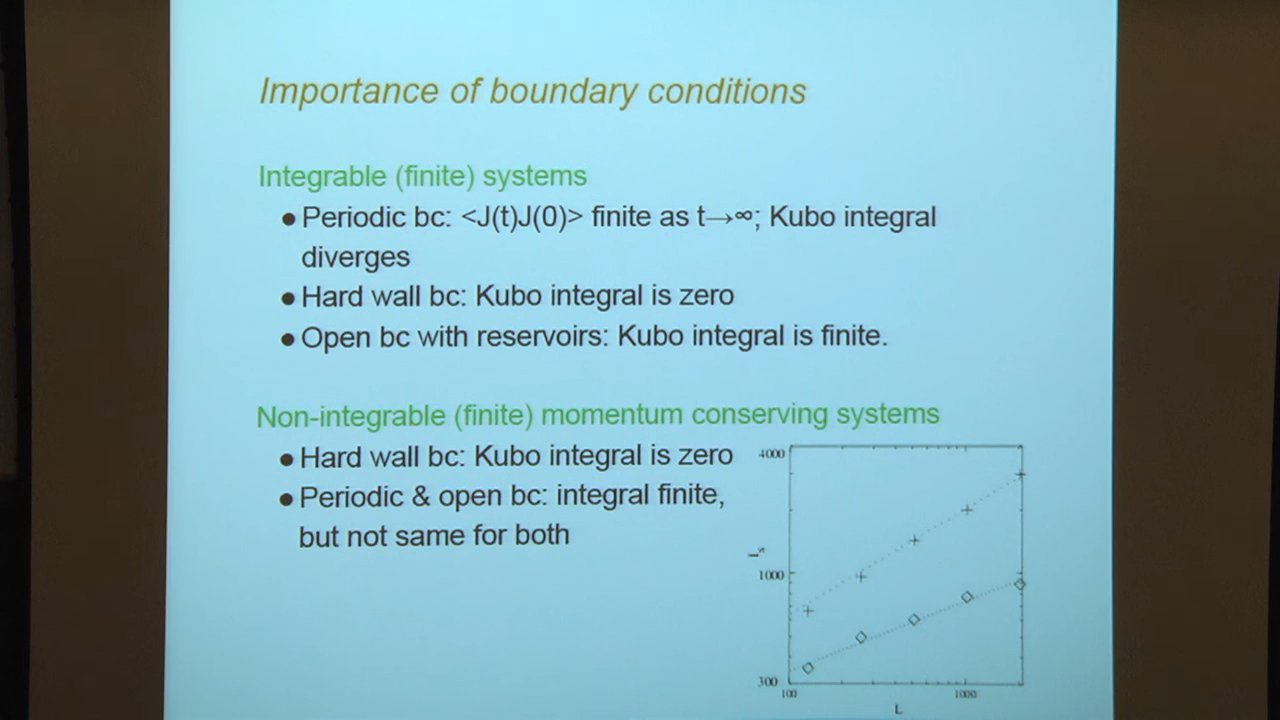 Importance of boundary conditions
Integrable (finite) systems
● Periodic bc: <J(t)J(0)> finite as t→∞; Kubo integral
diverges
● Hard wall bc: Kubo integral is zero
● Open bc with reservoirs: Kubo integral is finite.
Non-integrable (finite) momentum conserving systems
● Hard wall bc: Kubo integral is zero
● Periodic & open bc: integral finite,
but not same for both
4000
1000
300
100
1000
L